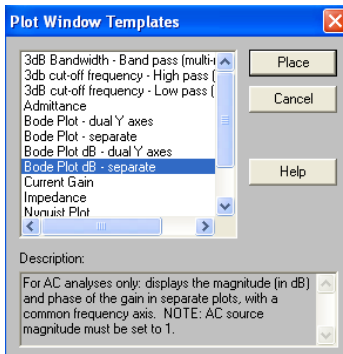 Plot Window Templates
3dB Bandwidth - Band pass (multi-r
3db cut-off frequency - High pass (
3dB cut-off frequency - Low pass (
Admittance
Bode Plot - dual Y axes
Bode Plot - separate
Bode Plot dB - dual Y axes
Bode Plot dB - separate
Current Gain
Impedance
Nyquist Plot
Place
Cancel
Help
Description:
For AC analyses only: displays the magnitude (in dB)
and phase of the gain in separate plots, with a
common frequency axis. NOTE: AC source
magnitude must be set to 1.